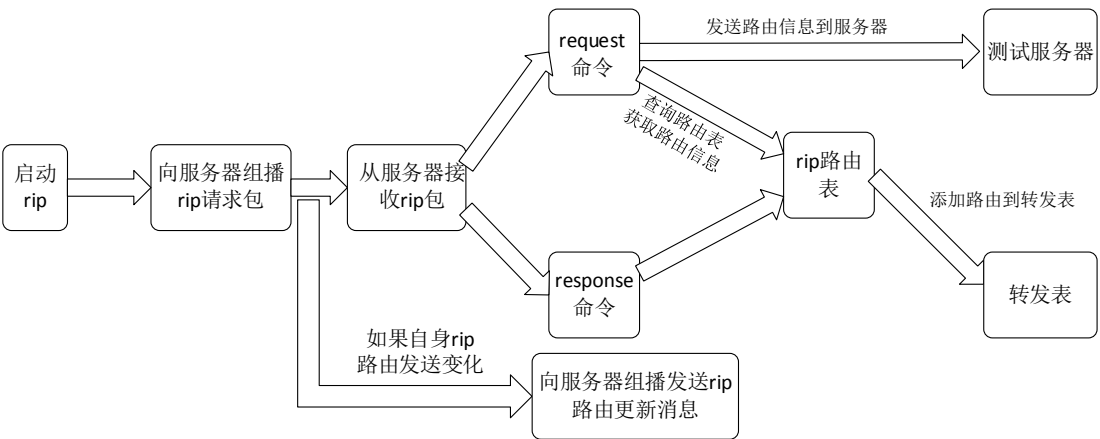 启动
rip
向服务器组播
rip请求包
从服务器接
收rip包
request
命令
发送路由信息到服务器
测试服务器
查询路由表
获取路由信息
rip路由
表
添加路由到转发表
转发表
response
命令
如果自身rip
路由发送变化
向服务器组播发送rip
路由更新消息